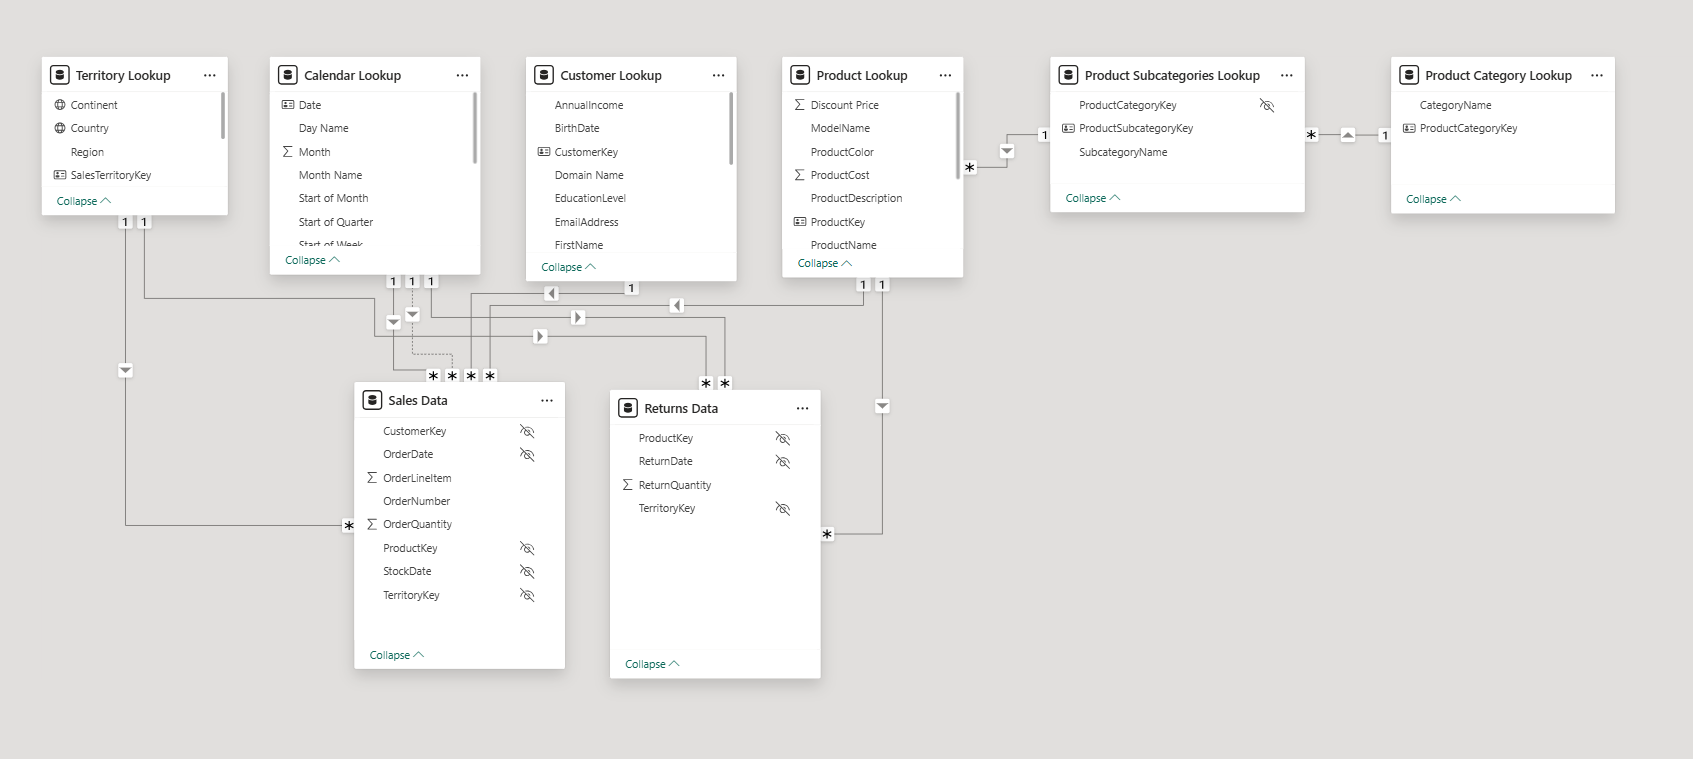 Territory Lookup
Continent
Country
Region
SalesTerritoryKey
Collapse
Calendar Lookup
Date
Day Name
Month
Month Name
Start of Month
Start of Quarter
Start of Week
Collapse
Customer Lookup
AnnualIncome
BirthDate
CustomerKey
Domain Name
EducationLevel
EmailAddress
FirstName
Collapse
Product Lookup
Discount Price
ModelName
ProductColor
ProductCost
ProductDescription
ProductKey
ProductName
Collapse
Product Subcategories Lookup
ProductCategoryKey
ProductSubcategoryKey
SubcategoryName
Collapse
Product Category Lookup
CategoryName
ProductCategoryKey
Collapse
1
*
*
1
1 1
1 1 1
1
1 1
* * * *
* *
*
*
Sales Data
CustomerKey
OrderDate
OrderLineItem
OrderNumber
OrderQuantity
ProductKey
StockDate
TerritoryKey
Collapse
Returns Data
ProductKey
ReturnDate
ReturnQuantity
TerritoryKey
Collapse